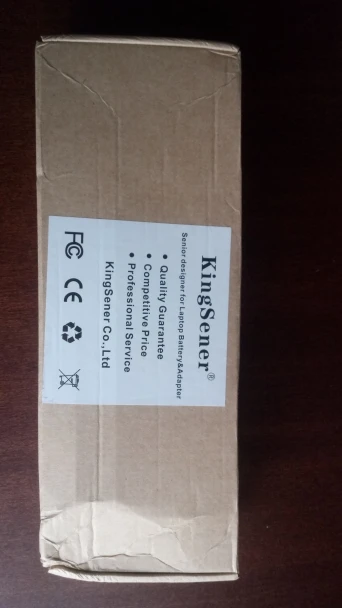 KingSener®
Senior designer for Laptop Battery&Adapter
• Quality Guarantee
• Competitive Price
• Professional Service
KingSener Co.,Ltd
FC CE